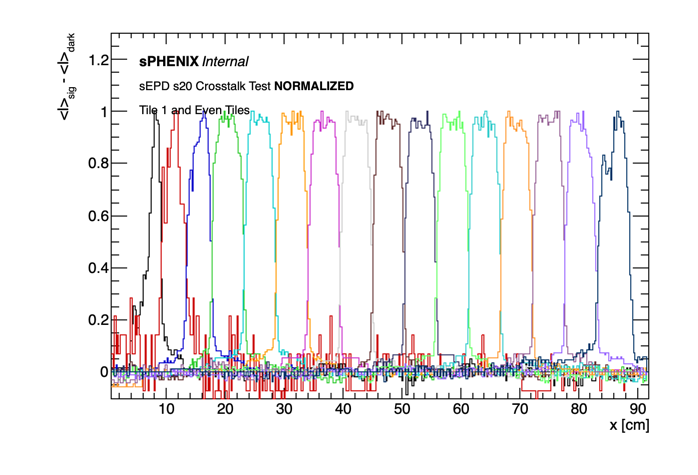 <I>sig - <I>dark
1.2
sPHENIX Internal
sEPD s20 Crosstalk Test NORMALIZED
Tile 1 and Even Tiles
1
0.8
0.6
0.4
0.2
0
10 20 30 40 50 60 70 80 90
x [cm]